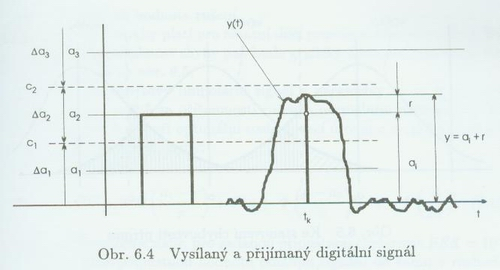 y(t)
Δa₃ a₃
c₂
r
Δa₂ a₂
y = aᵢ + r
c₁
aᵢ
Δa₁ a₁
tₖ
t
Obr. 6.4 Vysílaný a přijímaný digitální signál